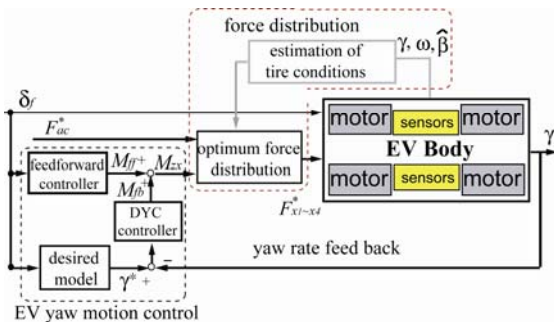 force distribution
estimation
of tire conditions
γ, ω, β̂
δf
F*ac
motor sensors motor
EV Body
motor sensors motor
γ
optimum force
distribution
F*x1~x4
feedforward
controller
Mff +
Mzx
Mfb +
DYC
controller
desired
model
γ* +
−
yaw rate feed back
EV yaw motion control